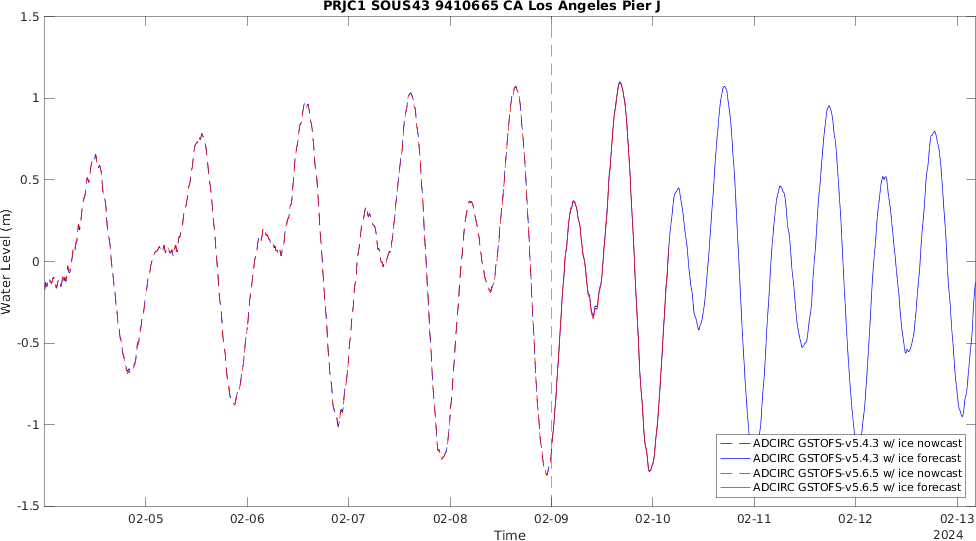 PRJC1 SOUS43 9410665 CA Los Angeles Pier J
1.5
1
0.5
0
-0.5
-1
-1.5
Water Level (m)
02-05
02-06
02-07
02-08
02-09
02-10
02-11
02-12
02-13
Time
2024
ADCIRC GSTOFS-v5.4.3 w/ ice nowcast
ADCIRC GSTOFS-v5.4.3 w/ ice forecast
ADCIRC GSTOFS-v5.6.5 w/ ice nowcast
ADCIRC GSTOFS-v5.6.5 w/ ice forecast